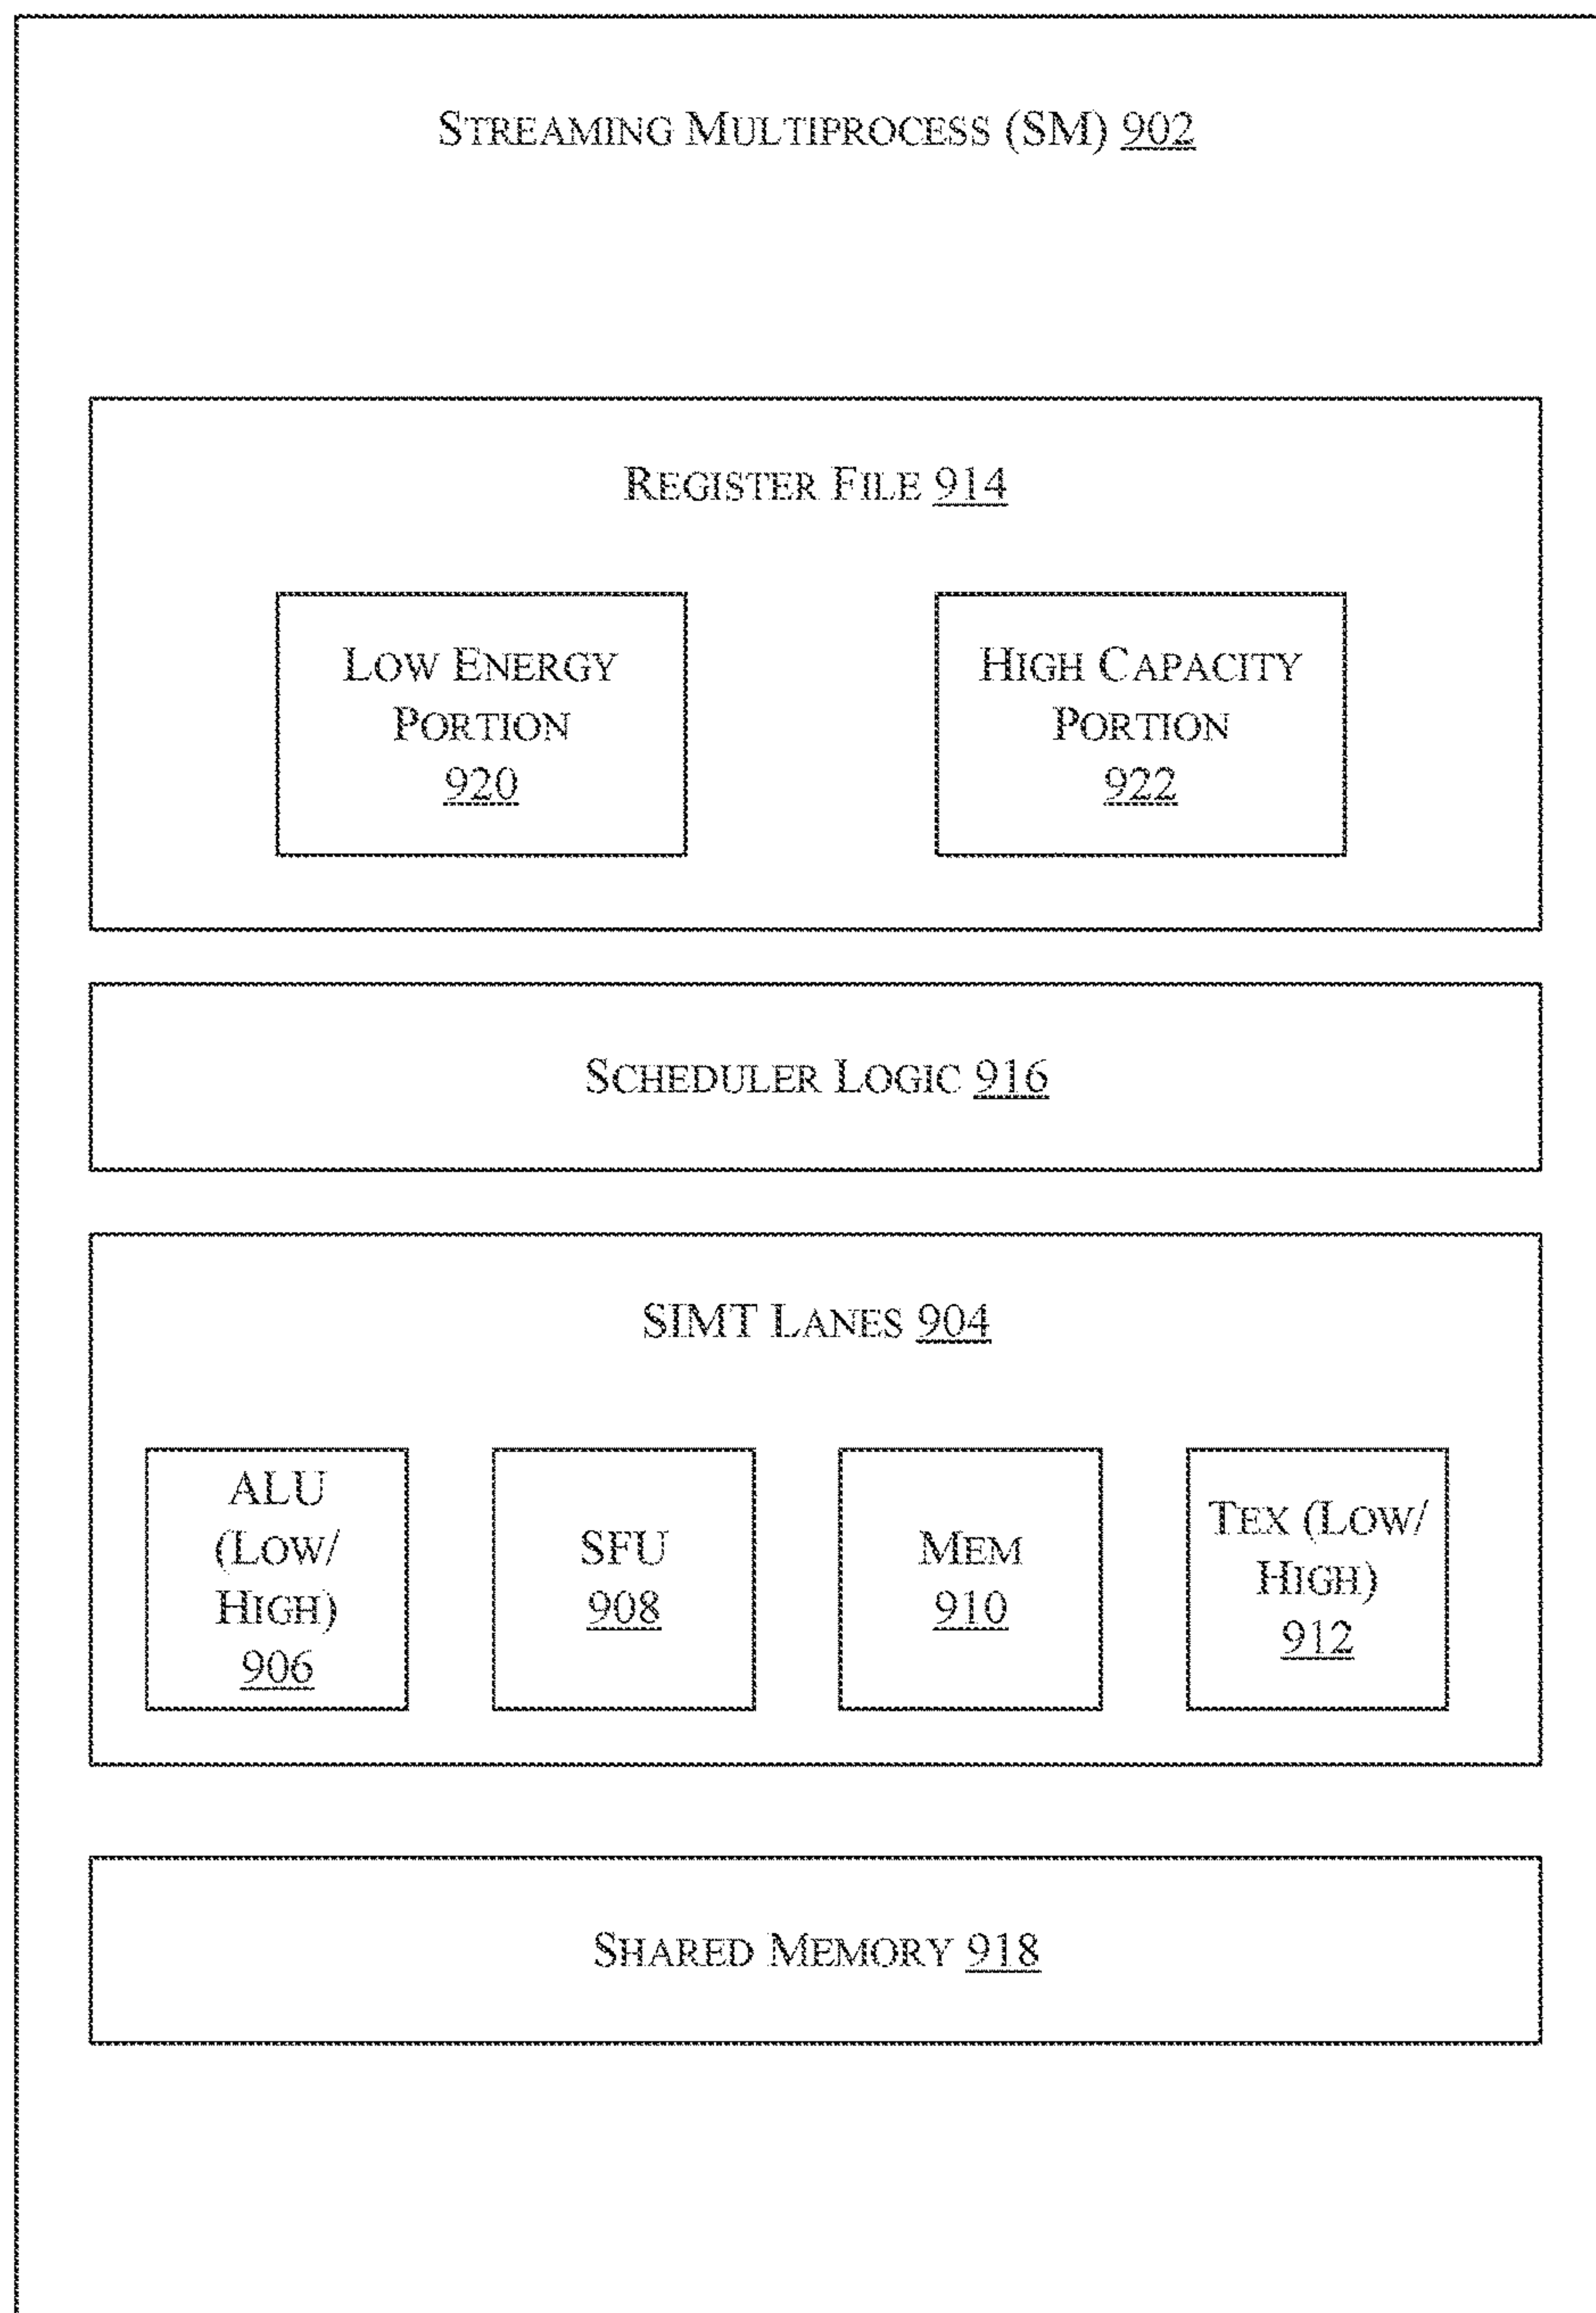 STREAMING MULTIPROCESS (SM) 902
REGISTER FILE 914
LOW ENERGY
PORTION
920
HIGH CAPACITY
PORTION
922
SCHEDULER LOGIC 916
SIMT LANES 904
ALU
(LOW/
HIGH)
906
SFU
908
MEM
910
TEX (LOW/
HIGH)
912
SHARED MEMORY 918